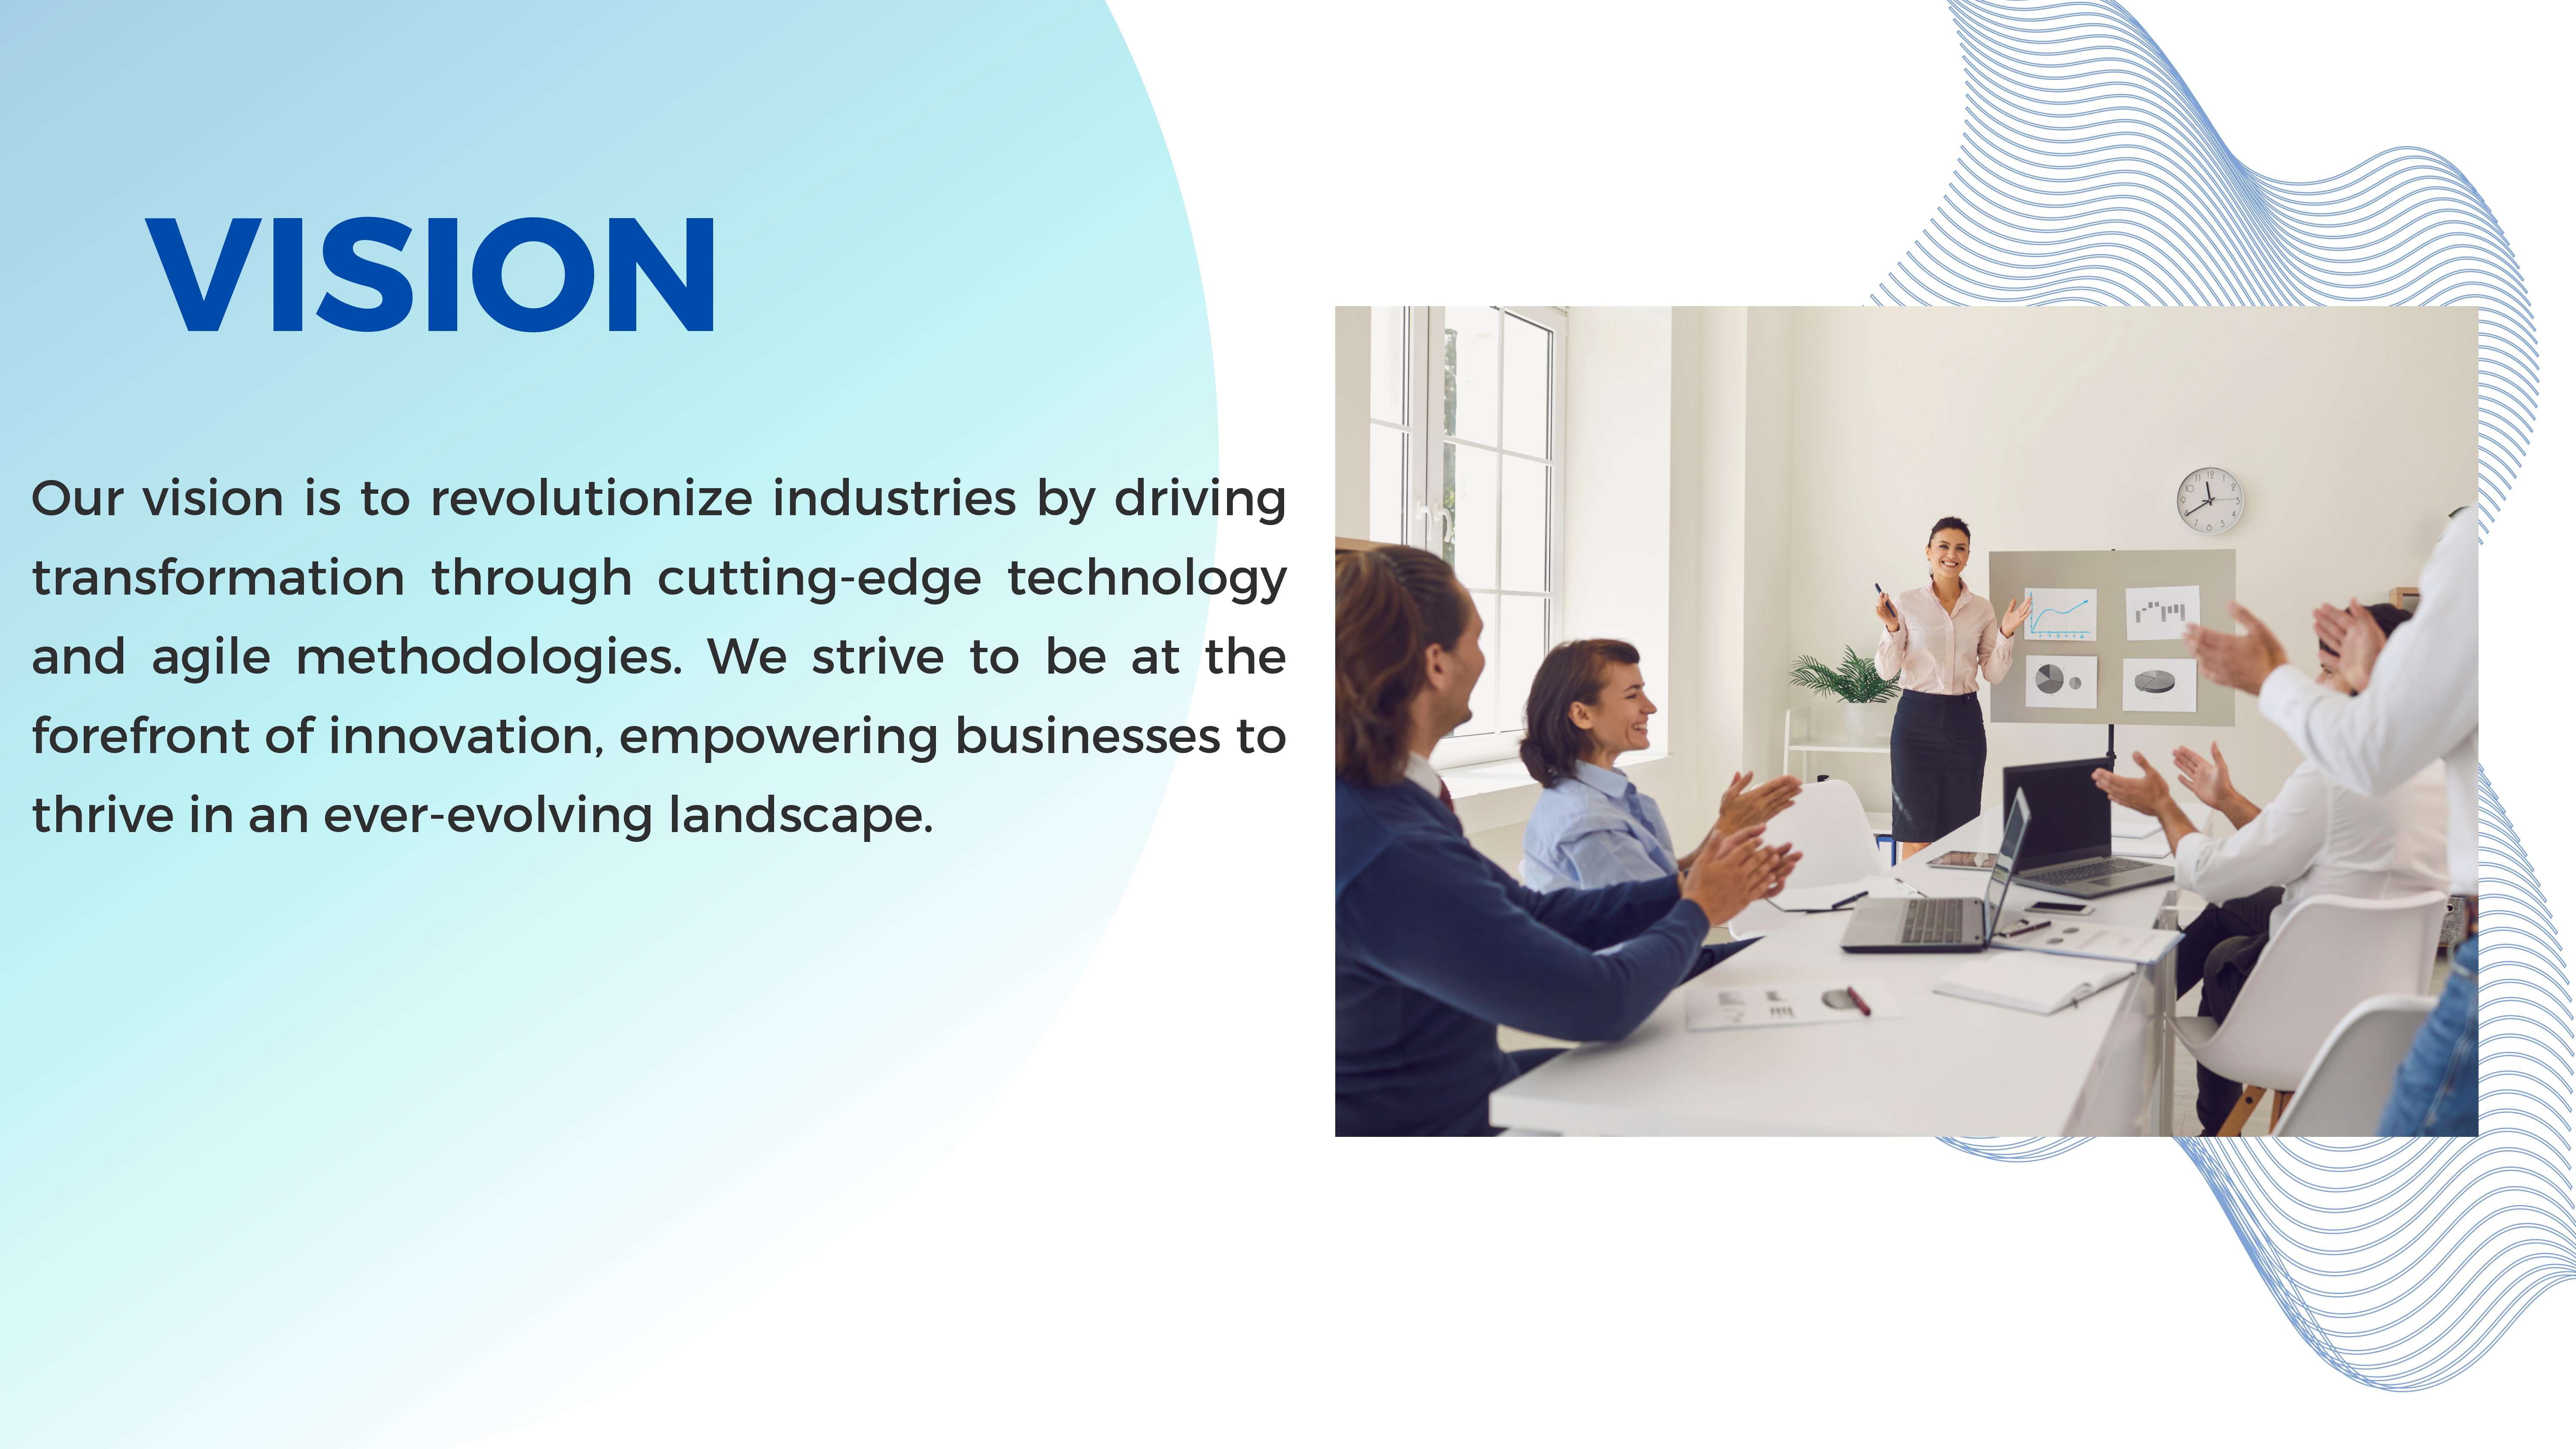 VISION
Our vision is to revolutionize industries by driving
transformation through cutting-edge technology
and agile methodologies. We strive to be at the
forefront of innovation, empowering businesses to
thrive in an ever-evolving landscape.